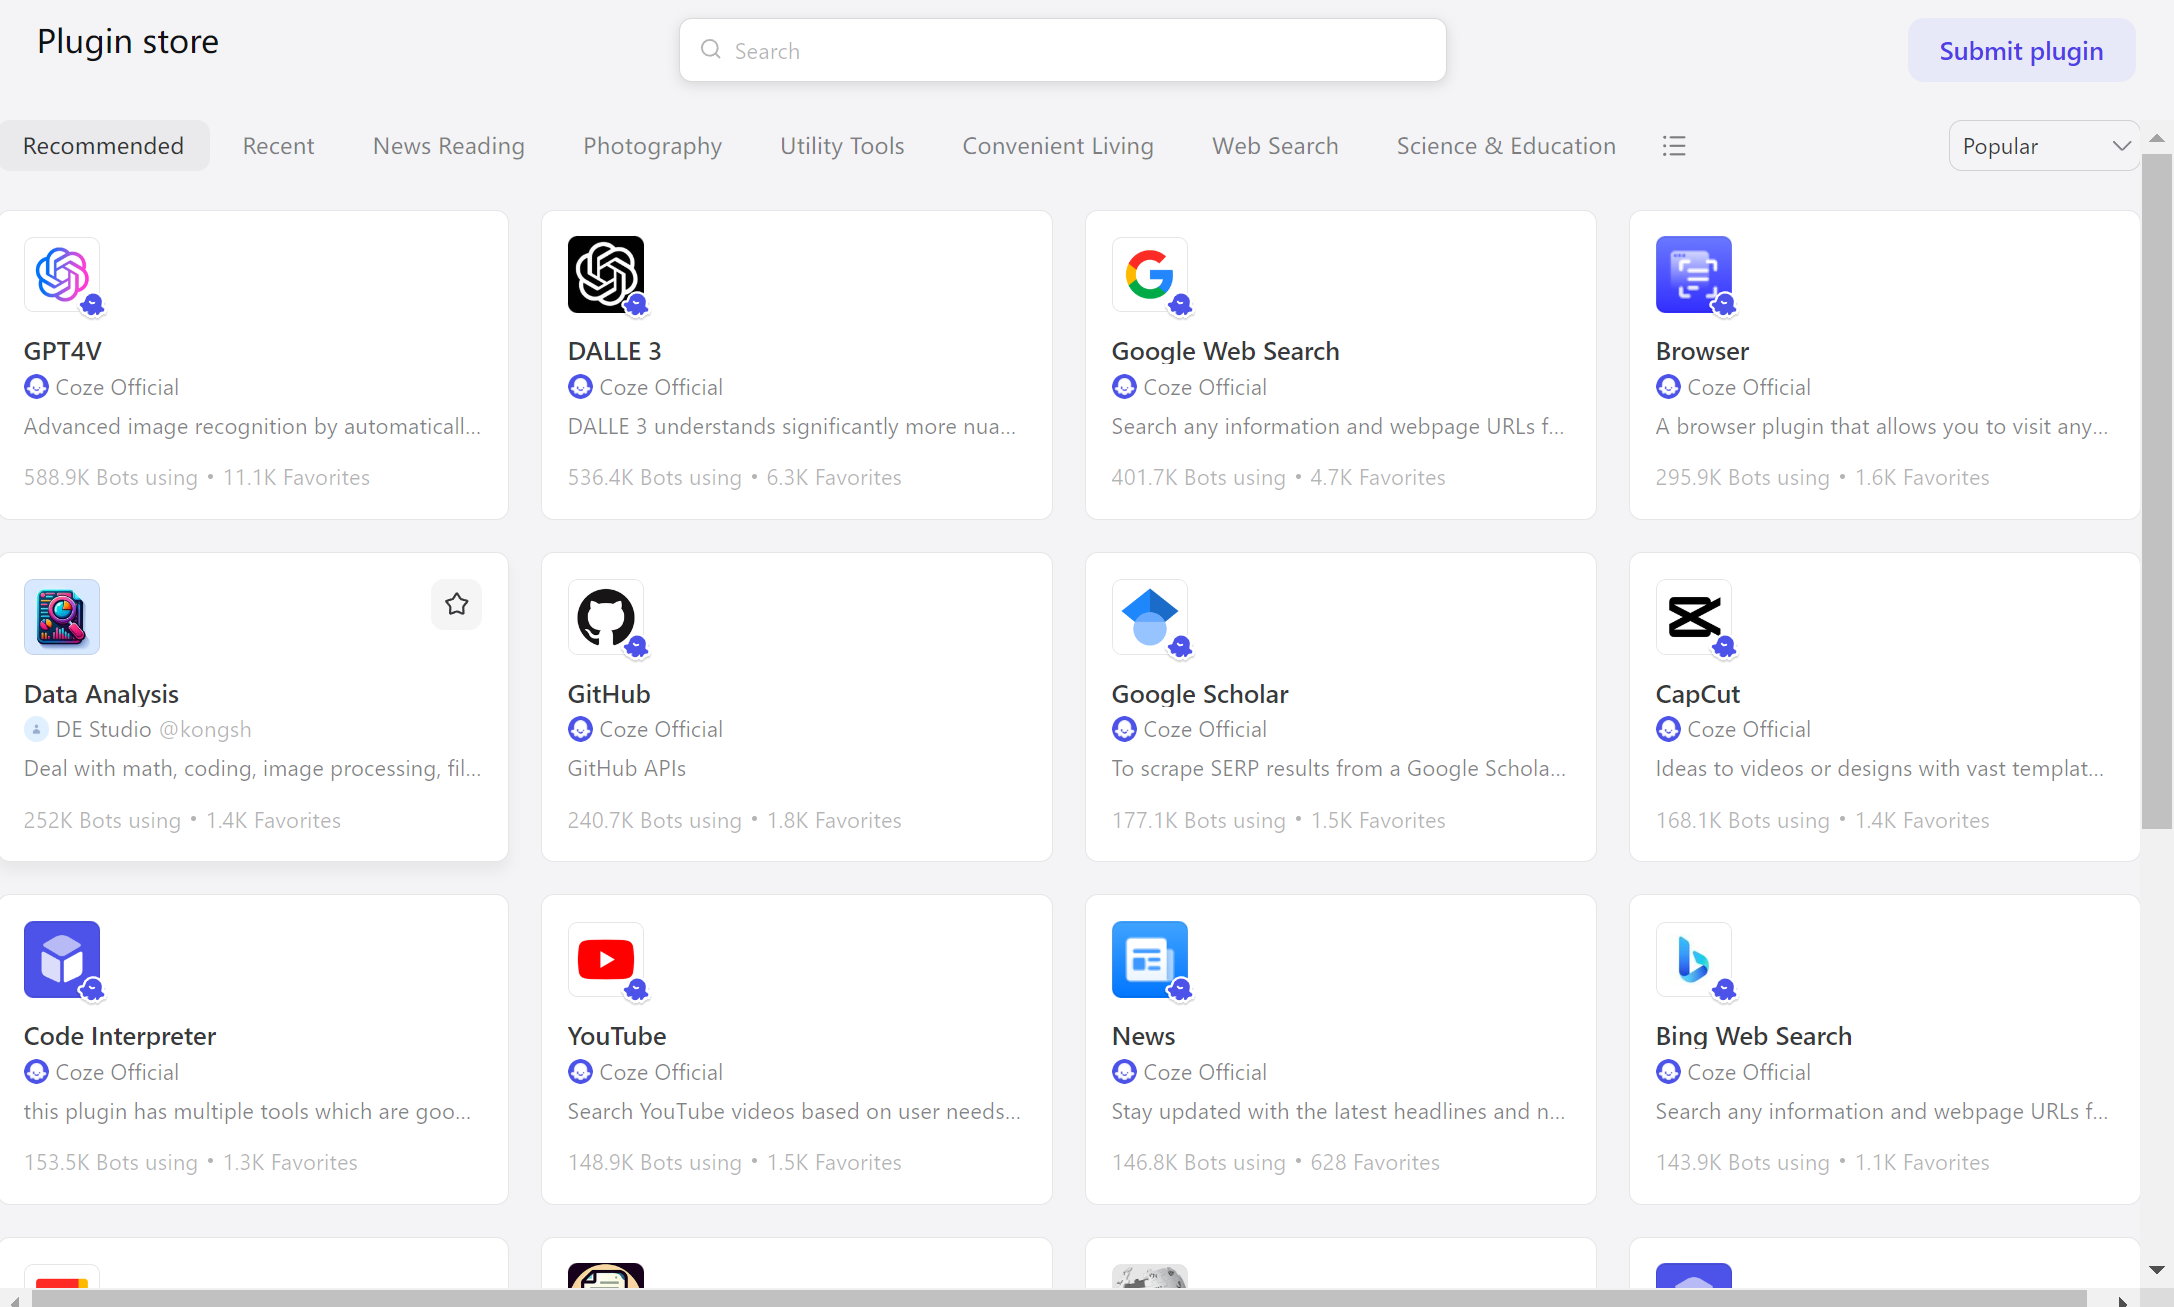 Plugin store
Search
Submit plugin
Recommended
Recent
News Reading
Photography
Utility Tools
Convenient Living
Web Search
Science & Education
Popular
GPT4V
Coze Official
Advanced image recognition by automaticall...
588.9K Bots using • 11.1K Favorites
DALLE 3
Coze Official
DALLE 3 understands significantly more nua...
536.4K Bots using • 6.3K Favorites
Google Web Search
Coze Official
Search any information and webpage URLs f...
401.7K Bots using • 4.7K Favorites
Browser
Coze Official
A browser plugin that allows you to visit any...
295.9K Bots using • 1.6K Favorites
Data Analysis
DE Studio @kongsh
Deal with math, coding, image processing, fil...
252K Bots using • 1.4K Favorites
GitHub
Coze Official
GitHub APIs
240.7K Bots using • 1.8K Favorites
Google Scholar
Coze Official
To scrape SERP results from a Google Schola...
177.1K Bots using • 1.5K Favorites
CapCut
Coze Official
Ideas to videos or designs with vast templat...
168.1K Bots using • 1.4K Favorites
Code Interpreter
Coze Official
this plugin has multiple tools which are goo...
153.5K Bots using • 1.3K Favorites
YouTube
Coze Official
Search YouTube videos based on user needs...
148.9K Bots using • 1.5K Favorites
News
Coze Official
Stay updated with the latest headlines and n...
146.8K Bots using • 628 Favorites
Bing Web Search
Coze Official
Search any information and webpage URLs f...
143.9K Bots using • 1.1K Favorites